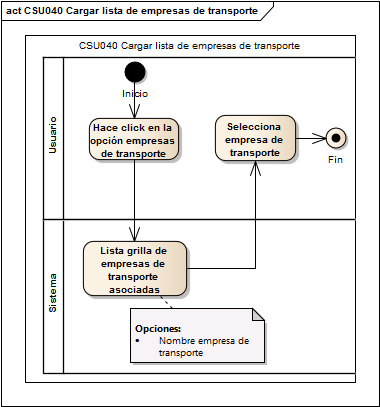 act CSU040 Cargar lista de empresas de transporte
CSU040 Cargar lista de empresas de transporte
Usuario
Inicio
Hace click en la
opción empresas
de transporte
Selecciona
empresa de
transporte
Fin
Sistema
Lista grilla de
empresas de
transporte
asociadas
Opciones:
• Nombre empresa de
transporte